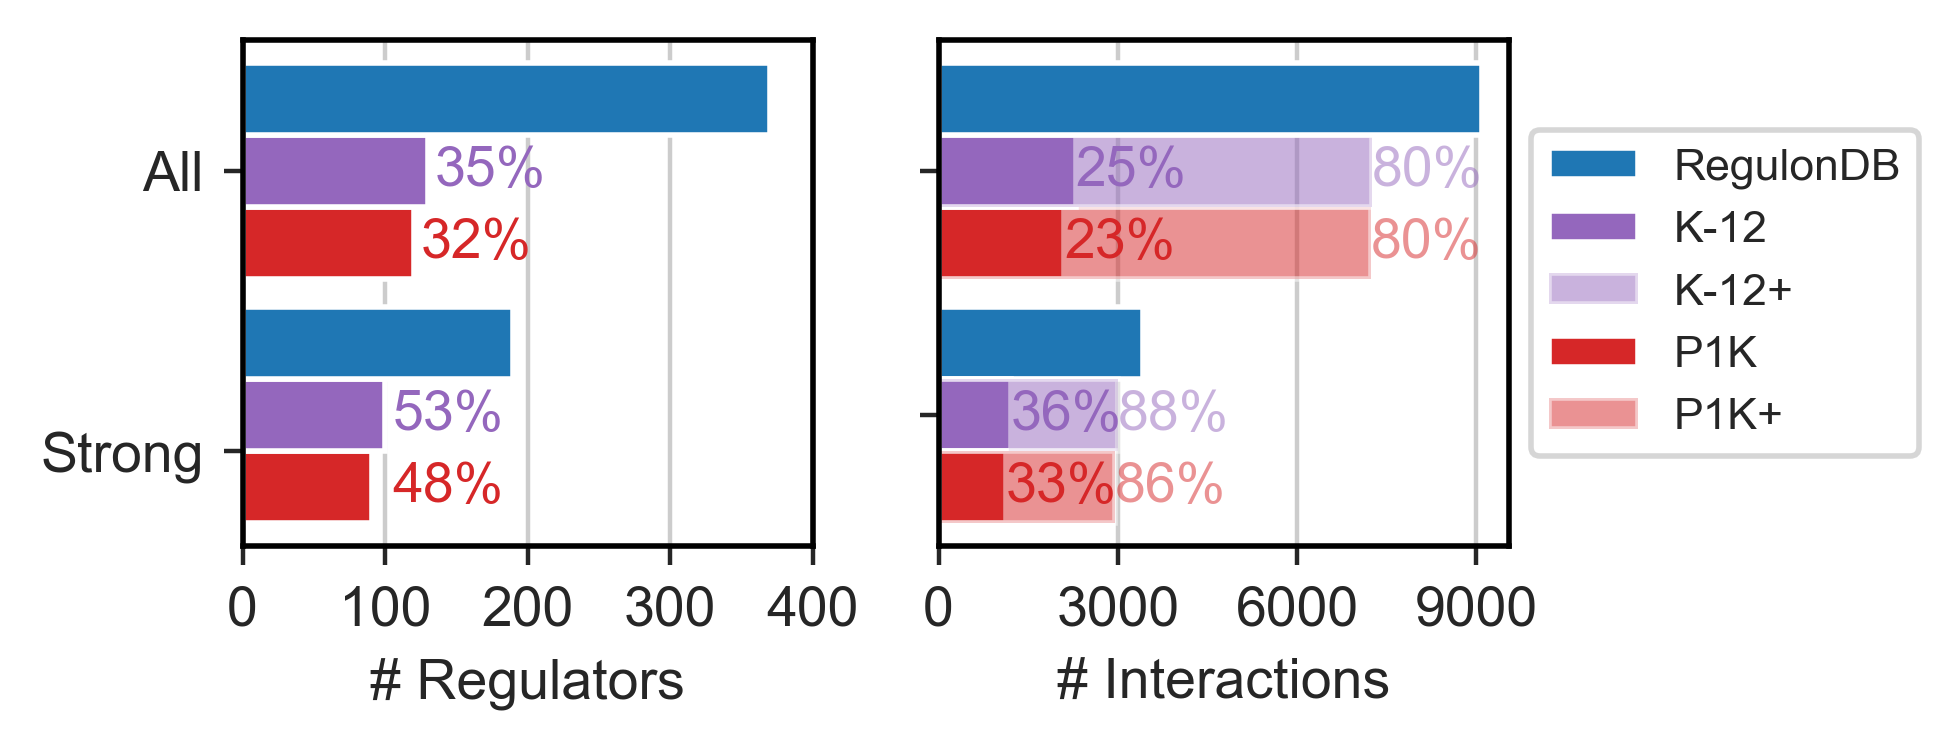 All
Strong
35%
32%
53%
48%
0 100 200 300 400
# Regulators
25% 80%
23% 80%
36% 88%
33% 86%
0 3000 6000 9000
# Interactions
RegulonDB
K-12
K-12+
P1K
P1K+